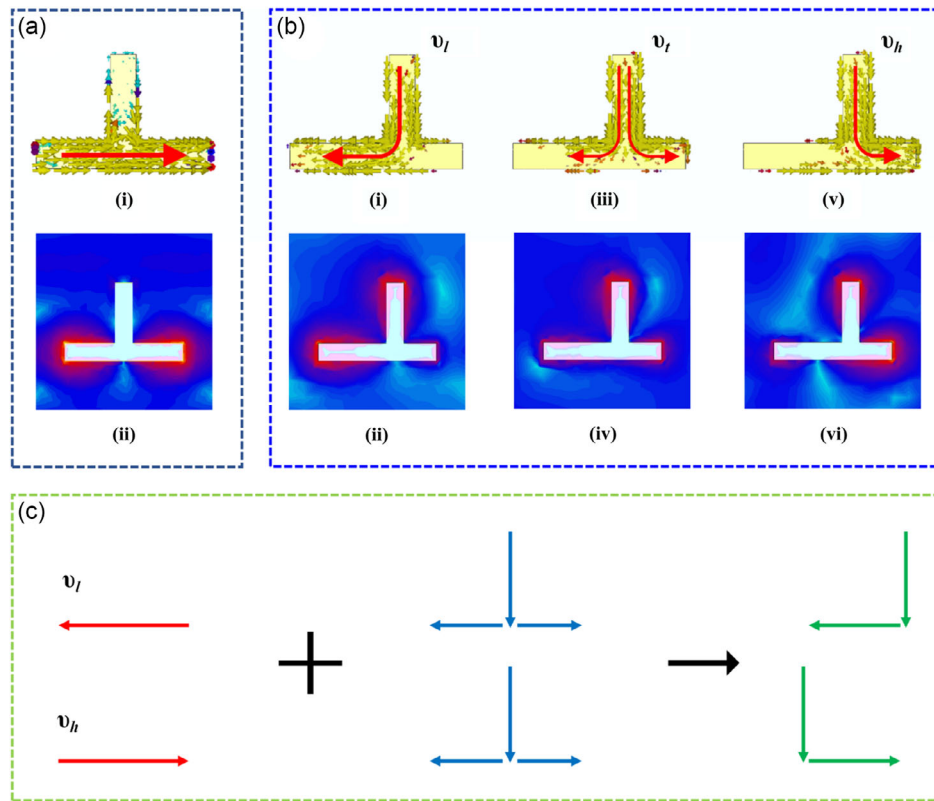 (a)
(i)
(ii)
(b)
υl
υt
υh
(i)
(iii)
(v)
(ii)
(iv)
(vi)
(c)
υl
υh